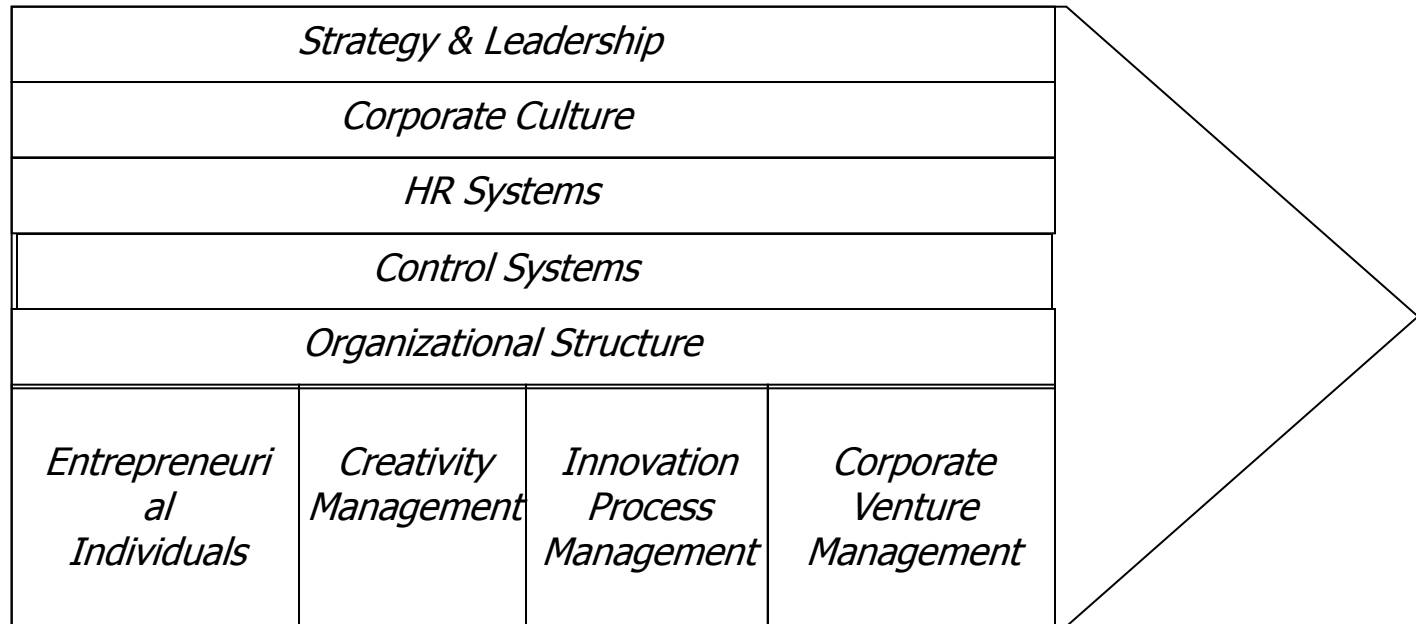 Strategy & Leadership
Corporate Culture
HR Systems
Control Systems
Organizational Structure
Entrepreneuri
al
Individuals
Creativity
Management
Innovation
Process
Management
Corporate
Venture
Management